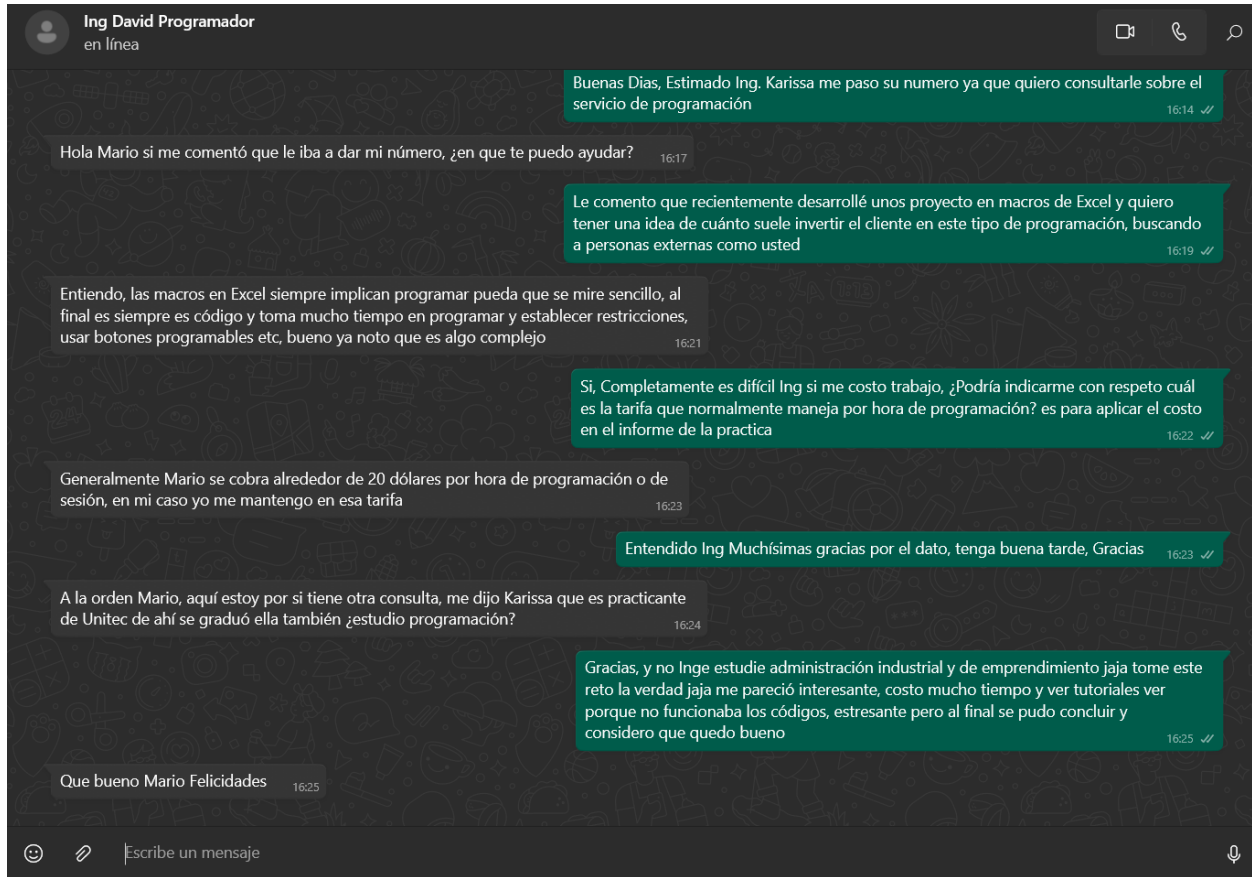 Ing David Programador
en línea
Buenas Dias, Estimado Ing. Karissa me paso su numero ya que quiero consultarle sobre el
servicio de programación
16:14
Hola Mario si me comentó que le iba a dar mi número, ¿en que te puedo ayudar?
16:17
Le comento que recientemente desarrollé unos proyecto en macros de Excel y quiero
tener una idea de cuánto suele invertir el cliente en este tipo de programación, buscando
a personas externas como usted
16:19
Entiendo, las macros en Excel siempre implican programar pueda que se mire sencillo, al
final es siempre es código y toma mucho tiempo en programar y establecer restricciones,
usar botones programables etc, bueno ya noto que es algo complejo
16:21
Si, Completamente es difícil Ing si me costo trabajo, ¿Podría indicarme con respeto cuál
es la tarifa que normalmente maneja por hora de programación? es para aplicar el costo
en el informe de la practica
16:22
Generalmente Mario se cobra alrededor de 20 dólares por hora de programación o de
sesión, en mi caso yo me mantengo en esa tarifa
16:23
Entendido Ing Muchísimas gracias por el dato, tenga buena tarde, Gracias
16:23
A la orden Mario, aquí estoy por si tiene otra consulta, me dijo Karissa que es practicante
de Unitec de ahí se graduó ella también ¿estudio programación?
16:24
Gracias, y no Inge estudie administración industrial y de emprendimiento jaja tome este
reto la verdad jaja me pareció interesante, costo mucho tiempo y ver tutoriales ver
porque no funcionaba los códigos, estresante pero al final se pudo concluir y
considero que quedo bueno
16:25
Que bueno Mario Felicidades
16:25
Escribe un mensaje